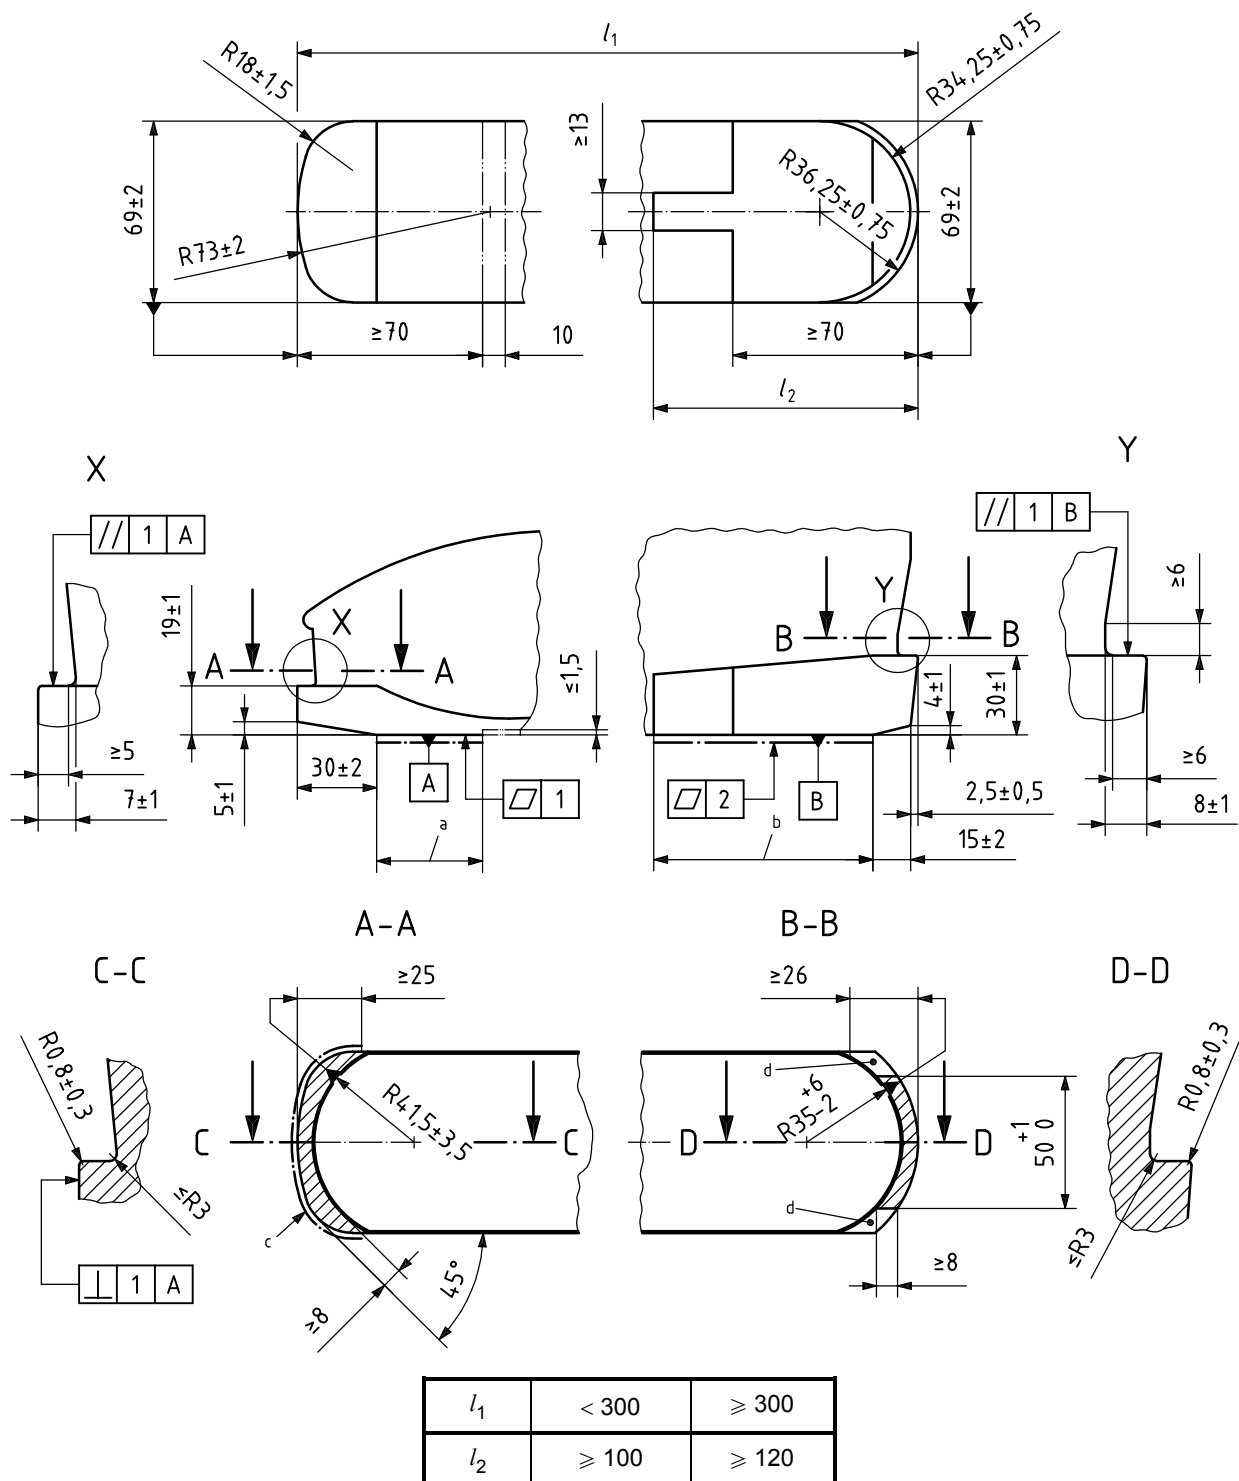 l1
R18±1,5
R34,25±0,75
≥13
69±2
R36,25±0,75
69±2
R73±2
≥70
10
≥70
l2
X
Y
// 1 A
// 1 B
≥6
19±1
X
Y
A
A
B
B
≤1,5
4±1
30±1
≥5
7±1
5±1
30±2
A
⏥ 1
⏥ 2
B
2,5±0,5
≥6
8±1
a
b
15±2
A-A
B-B
C-C
≥25
≥26
D-D
R0,8±0,3
R0,8±0,3
d
R41,5±3,5
+6
R35-2
C
C
D
D
+1
50 0
≤R3
≤R3
c
d
⊥ 1 A
45°
≥8
≥8
l1 < 300 ⩾ 300
l2 ⩾ 100 ⩾ 120